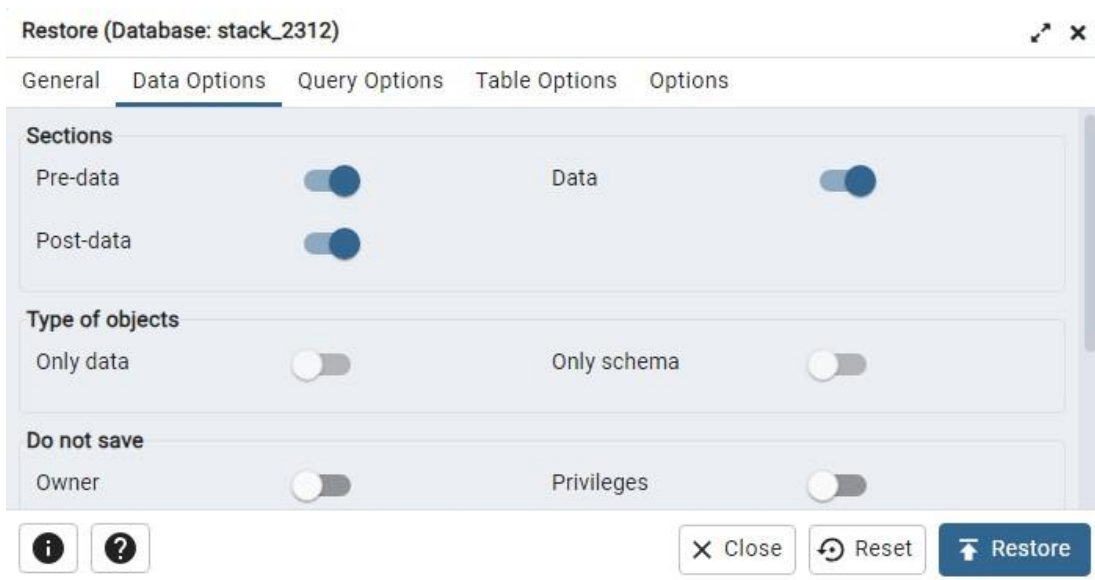 Restore (Database: stack_2312)
General Data Options Query Options Table Options Options
Sections
Pre-data Data
Post-data
Type of objects
Only data Only schema
Do not save
Owner Privileges
Close Reset Restore